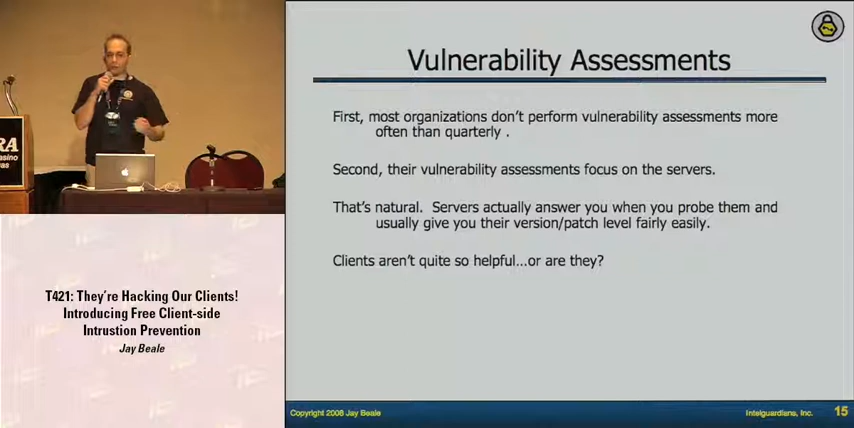 RA
asino
as
T421: They're Hacking Our Clients!
Introducing Free Client-side
Intrustion Prevention
Jay Beale
Vulnerability Assessments
First, most organizations don't perform vulnerability assessments more
often than quarterly .
Second, their vulnerability assessments focus on the servers.
That's natural. Servers actually answer you when you probe them and
usually give you their version/patch level fairly easily.
Clients aren't quite so helpful...or are they?
Copyright 2008 Jay Beale
Intelguardians, Inc.
15